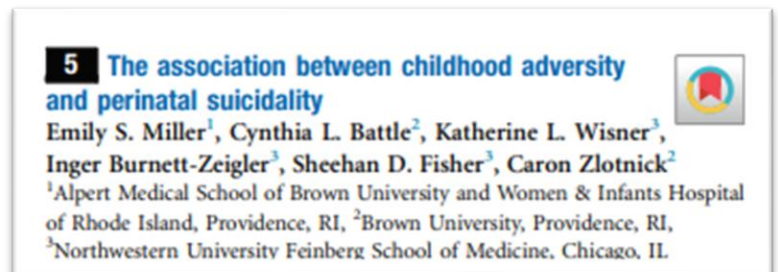 5 The association between childhood adversity
and perinatal suicidality
Emily S. Miller¹, Cynthia L. Battle², Katherine L. Wisner³,
Inger Burnett-Zeigler³, Sheehan D. Fisher³, Caron Zlotnick²
¹Alpert Medical School of Brown University and Women & Infants Hospital
of Rhode Island, Providence, RI, ²Brown University, Providence, RI,
³Northwestern University Feinberg School of Medicine, Chicago, IL